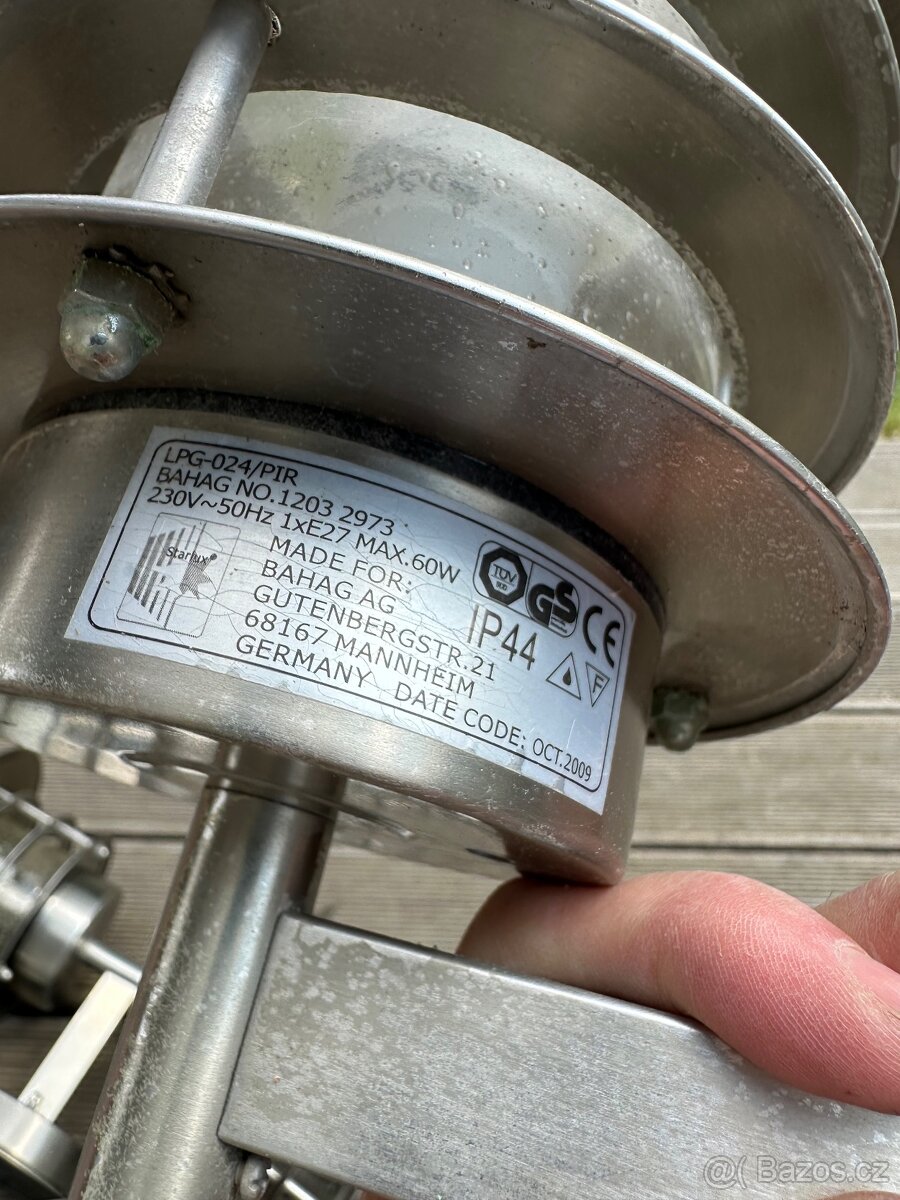 LPG-024/PIR
BAHAG NO.1203 2973
230V~50Hz 1xE27 MAX.60W
Starlux
MADE FOR:
BAHAG AG
GUTENBERGSTR.21
68167 MANNHEIM
GERMANY DATE CODE: OCT.2009
TÜV
GS
CE
IP44
F
@( Bazos.cz